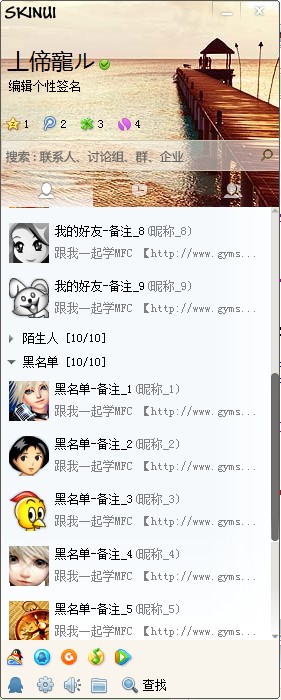 SKINUI
上偙寵ル
编辑个性签名
1 2 3 4
搜索：联系人、讨论组、群、企业
我的好友-备注_8(昵称_8)
跟我一起学MFC 【http://www.gyms...
我的好友-备注_9(昵称_9)
跟我一起学MFC 【http://www.gyms...
陌生人 [10/10]
黑名单 [10/10]
黑名单-备注_1(昵称_1)
跟我一起学MFC 【http://www.gyms...
黑名单-备注_2(昵称_2)
跟我一起学MFC 【http://www.gyms...
黑名单-备注_3(昵称_3)
跟我一起学MFC 【http://www.gyms...
黑名单-备注_4(昵称_4)
跟我一起学MFC 【http://www.gyms...
黑名单-备注_5(昵称_5)
跟我一起学MFC 【http://www.gyms...
查找